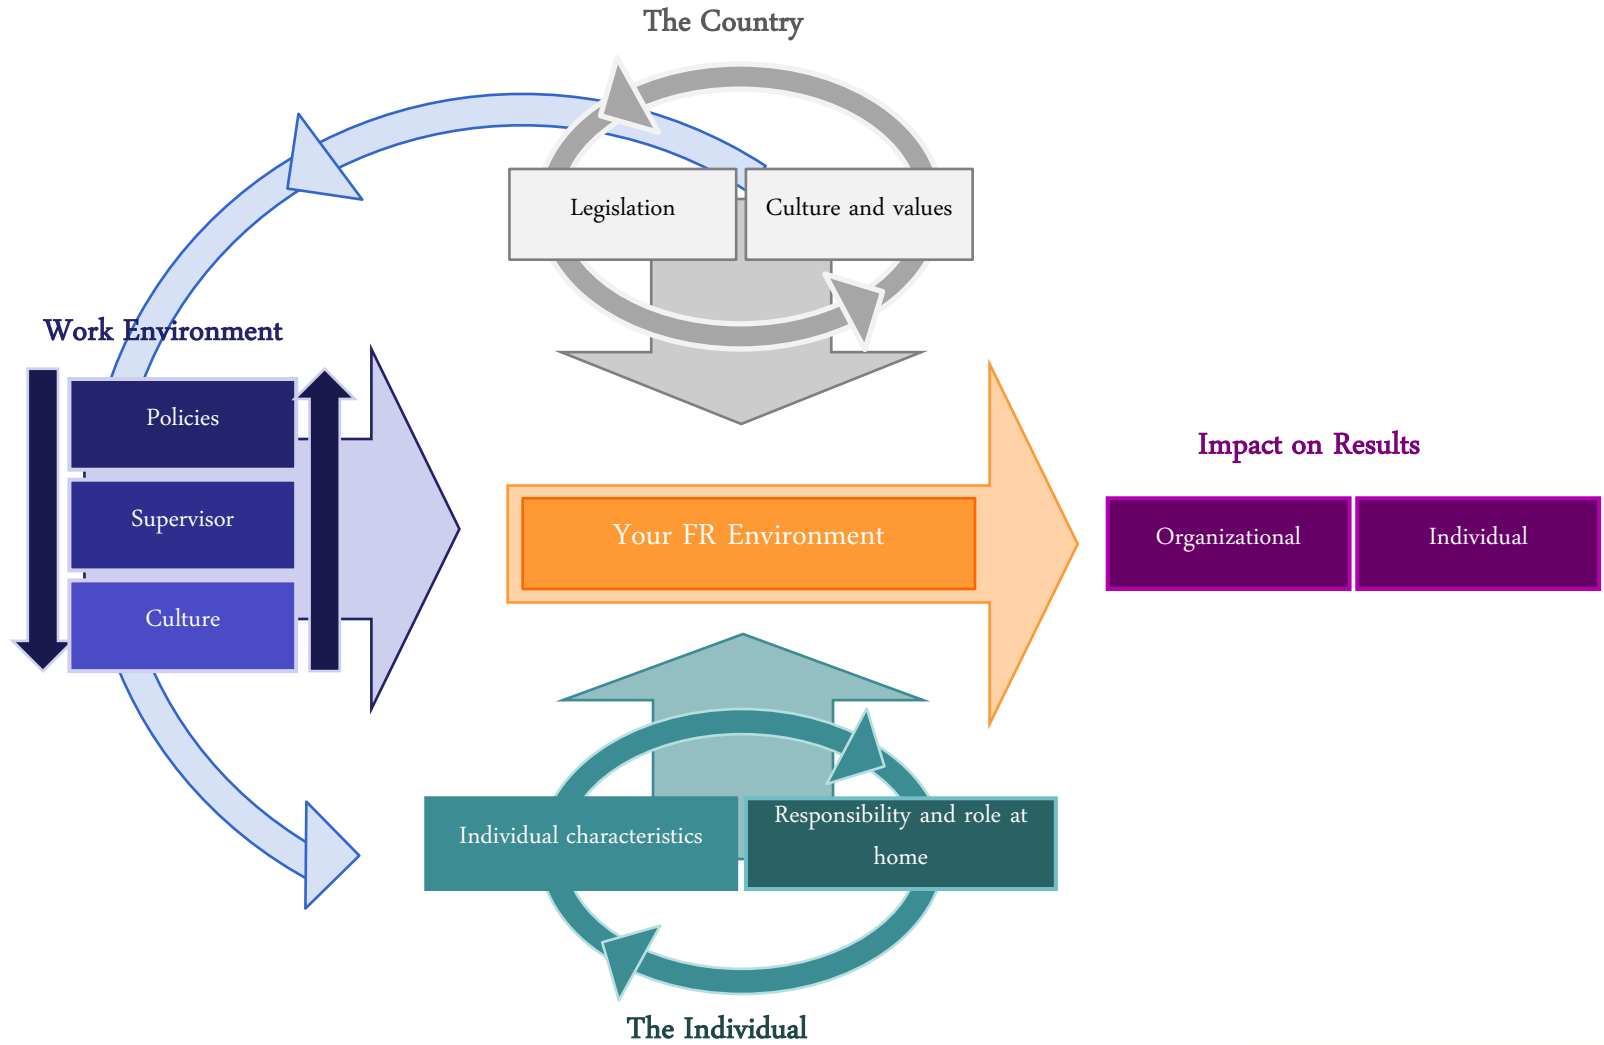 The Country
Legislation
Culture and values
Work Environment
Policies
Supervisor
Culture
Your FR Environment
Impact on Results
Organizational
Individual
Individual characteristics
Responsibility and role at
home
The Individual